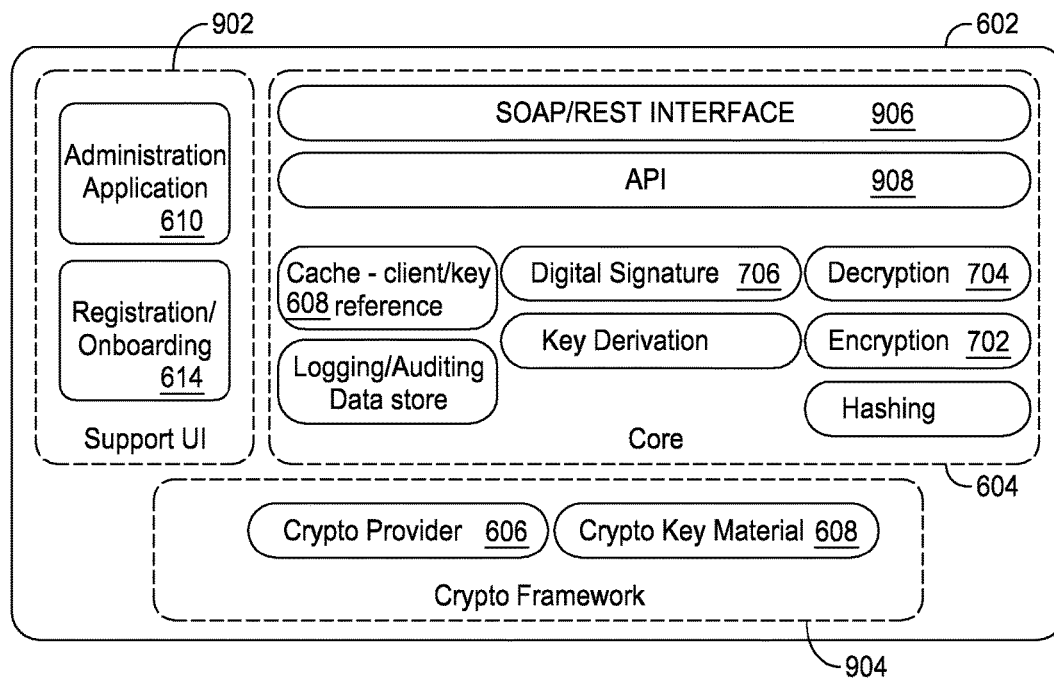 902
602
Administration
Application
610
Registration/
Onboarding
614
Support UI
SOAP/REST INTERFACE 906
API 908
Cache - client/key
608 reference
Logging/Auditing
Data store
Digital Signature 706
Key Derivation
Decryption 704
Encryption 702
Hashing
Core
604
Crypto Provider 606
Crypto Key Material 608
Crypto Framework
904